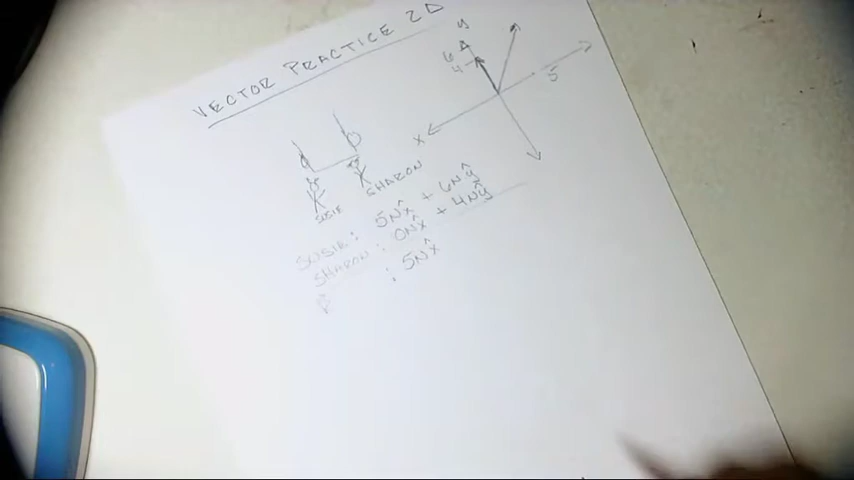 VECTOR PRACTICE 2D
y
6
4
5
x
SUSIE
SHARON
SUSIE: 5Nx̂ + 6Nŷ
SHARON: 0Nx̂ + 4Nŷ
: 5Nx̂